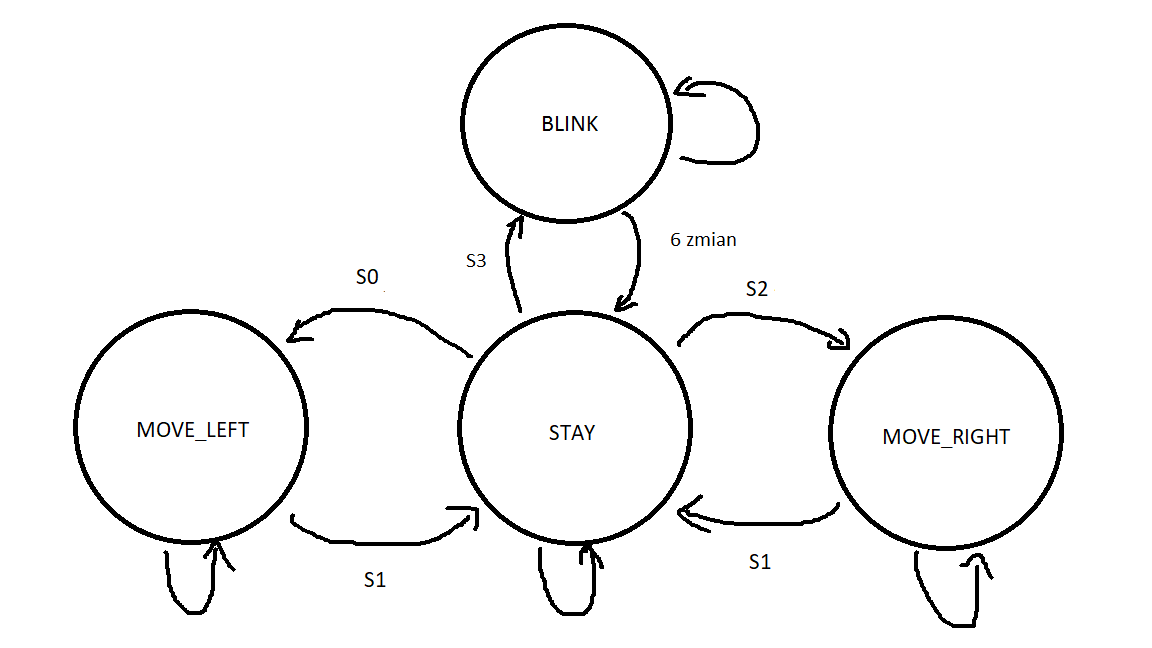 BLINK
6 zmian
S3
S0
S2
MOVE_LEFT
STAY
MOVE_RIGHT
S1
S1